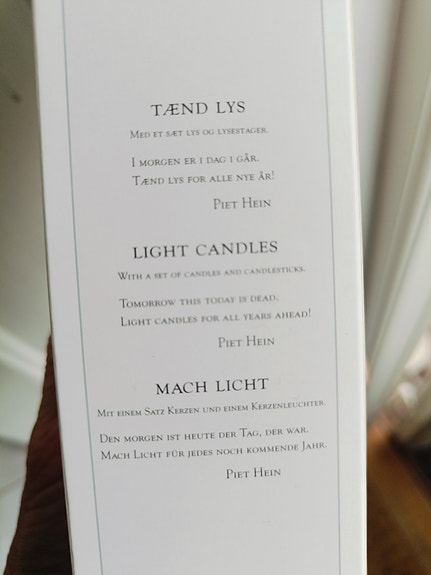 TÆND LYS
MED ET SÆT LYS OG LYSESTAGER.
I MORGEN ER I DAG I GÅR.
TÆND LYS FOR ALLE NYE ÅR!
PIET HEIN
LIGHT CANDLES
WITH A SET OF CANDLES AND CANDLESTICKS.
TOMORROW THIS TODAY IS DEAD.
LIGHT CANDLES FOR ALL YEARS AHEAD!
PIET HEIN
MACH LICHT
MIT EINEM SATZ KERZEN UND EINEM KERZENLEUCHTER.
DEN MORGEN IST HEUTE DER TAG, DER WAR.
MACH LICHT FÜR JEDES NOCH KOMMENDE JAHR.
PIET HEIN